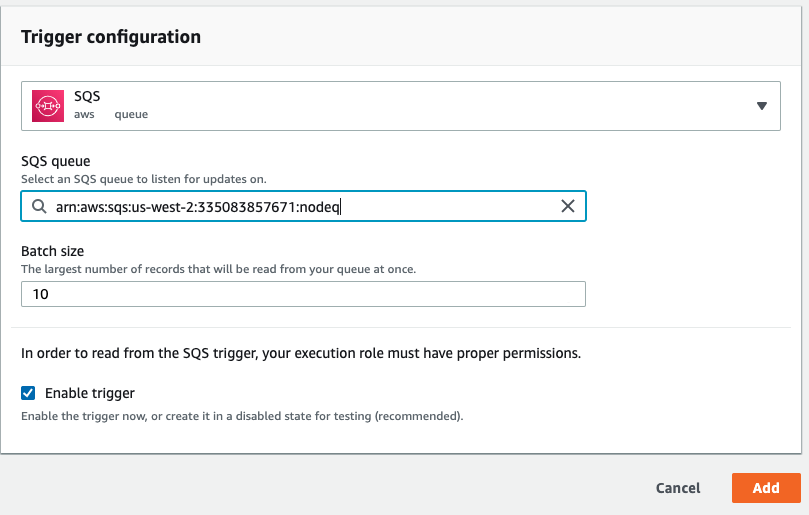 Trigger configuration
SQS
aws queue
SQS queue
Select an SQS queue to listen for updates on.
arn:aws:sqs:us-west-2:335083857671:nodeq
Batch size
The largest number of records that will be read from your queue at once.
10
In order to read from the SQS trigger, your execution role must have proper permissions.
Enable trigger
Enable the trigger now, or create it in a disabled state for testing (recommended).
Cancel Add